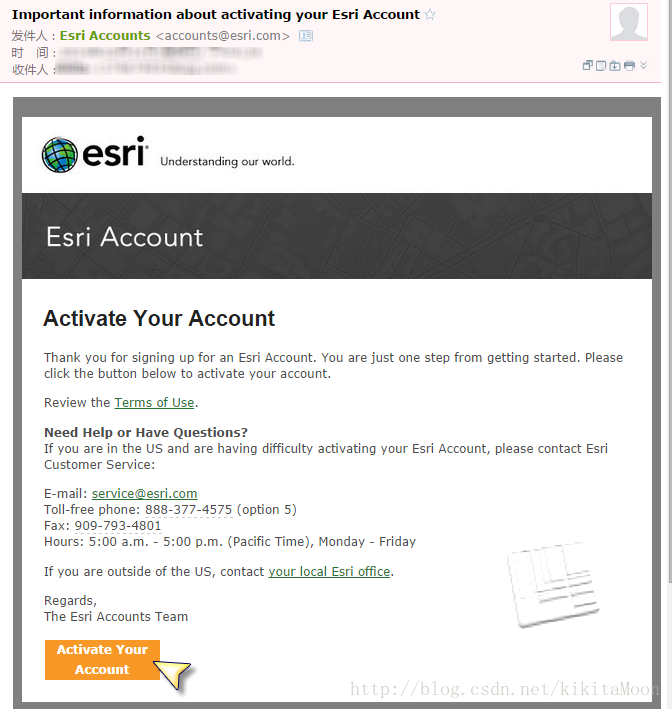 Important information about activating your Esri Account
发件人：Esri Accounts <accounts@esri.com>
时 间：
收件人：
esri Understanding our world.
Esri Account
Activate Your Account
Thank you for signing up for an Esri Account. You are just one step from getting started. Please
click the button below to activate your account.
Review the Terms of Use.
Need Help or Have Questions?
If you are in the US and are having difficulty activating your Esri Account, please contact Esri
Customer Service:
E-mail: service@esri.com
Toll-free phone: 888-377-4575 (option 5)
Fax: 909-793-4801
Hours: 5:00 a.m. - 5:00 p.m. (Pacific Time), Monday - Friday
If you are outside of the US, contact your local Esri office.
Regards,
The Esri Accounts Team
Activate Your
Account
http://blog.csdn.net/kikitaMoon